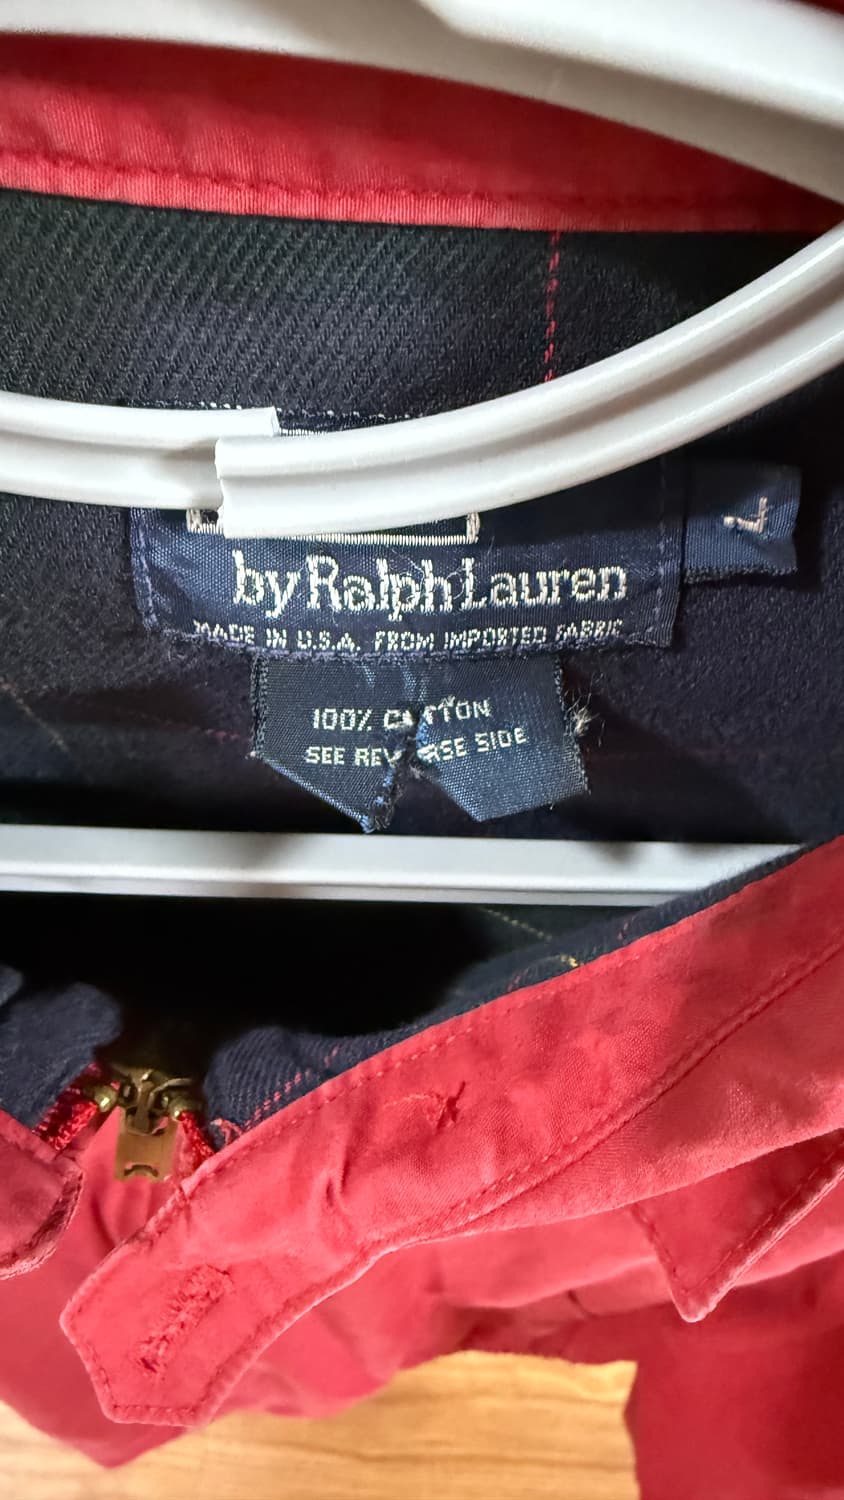 L
by Ralph Lauren
MADE IN U.S.A. FROM IMPORTED FABRIC
100% COTTON
SEE REVERSE SIDE